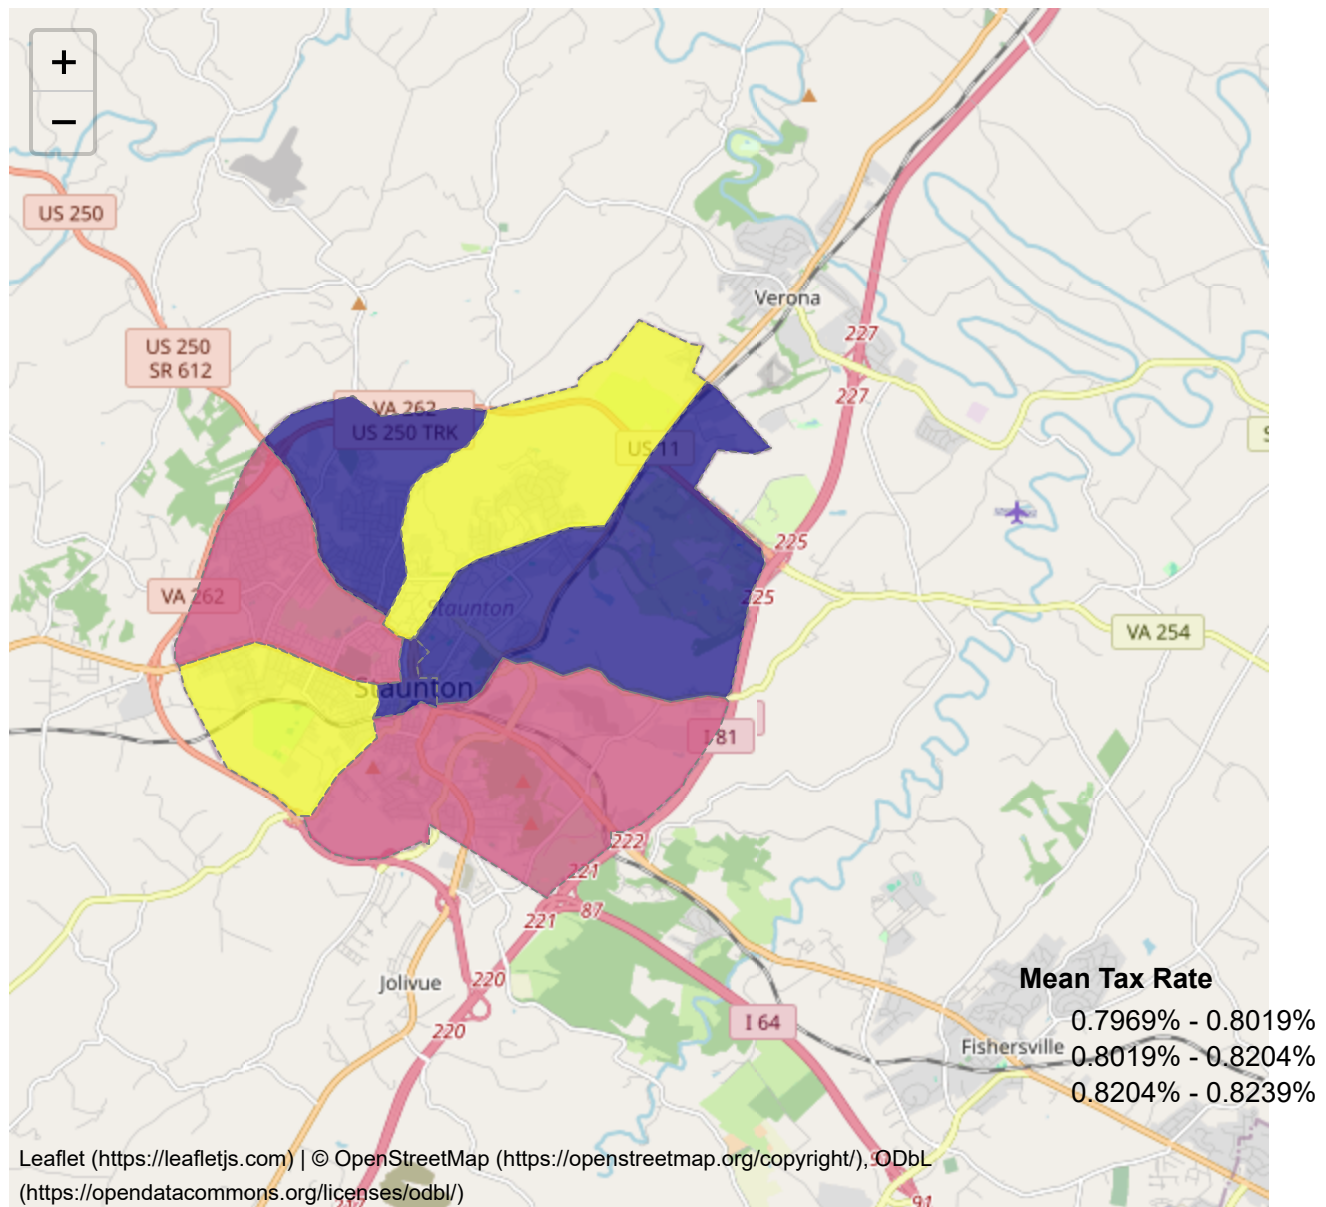 +
−
US 250
Verona
227
US 250
SR 612
227
VA 262
US 250 TRK
US 11
225
VA 262
225
Staunton
VA 254
Staunton
I 81
222
221
221
87
Mean Tax Rate
220
Jolivue
0.7969% - 0.8019%
I 64
220
Fishersville
0.8019% - 0.8204%
0.8204% - 0.8239%
Leaflet (https://leafletjs.com) | © OpenStreetMap (https://openstreetmap.org/copyright/), ODbL
(https://opendatacommons.org/licenses/odbl/)
91